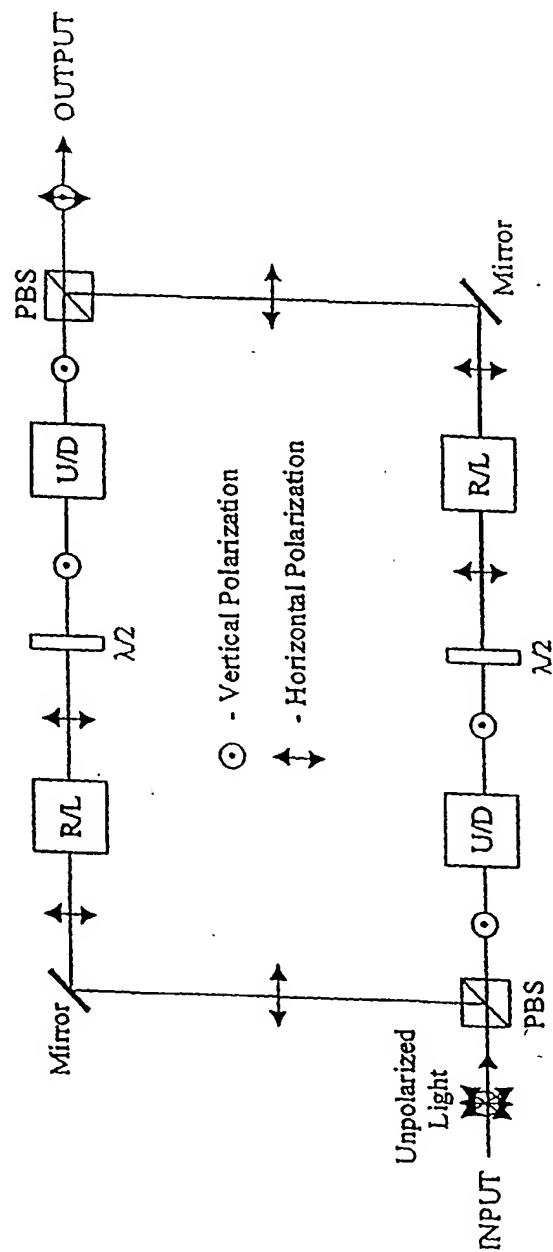 PBS
OUTPUT
U/D
λ/2
R/L
Mirror
- Vertical Polarization
- Horizontal Polarization
Mirror
R/L
λ/2
U/D
PBS
Unpolarized
Light
INPUT